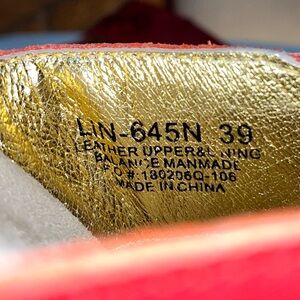 LIN-645N 39
LEATHER UPPER & LINING
BALANCE MANMADE
P.O #: 180206Q-106
MADE IN CHINA